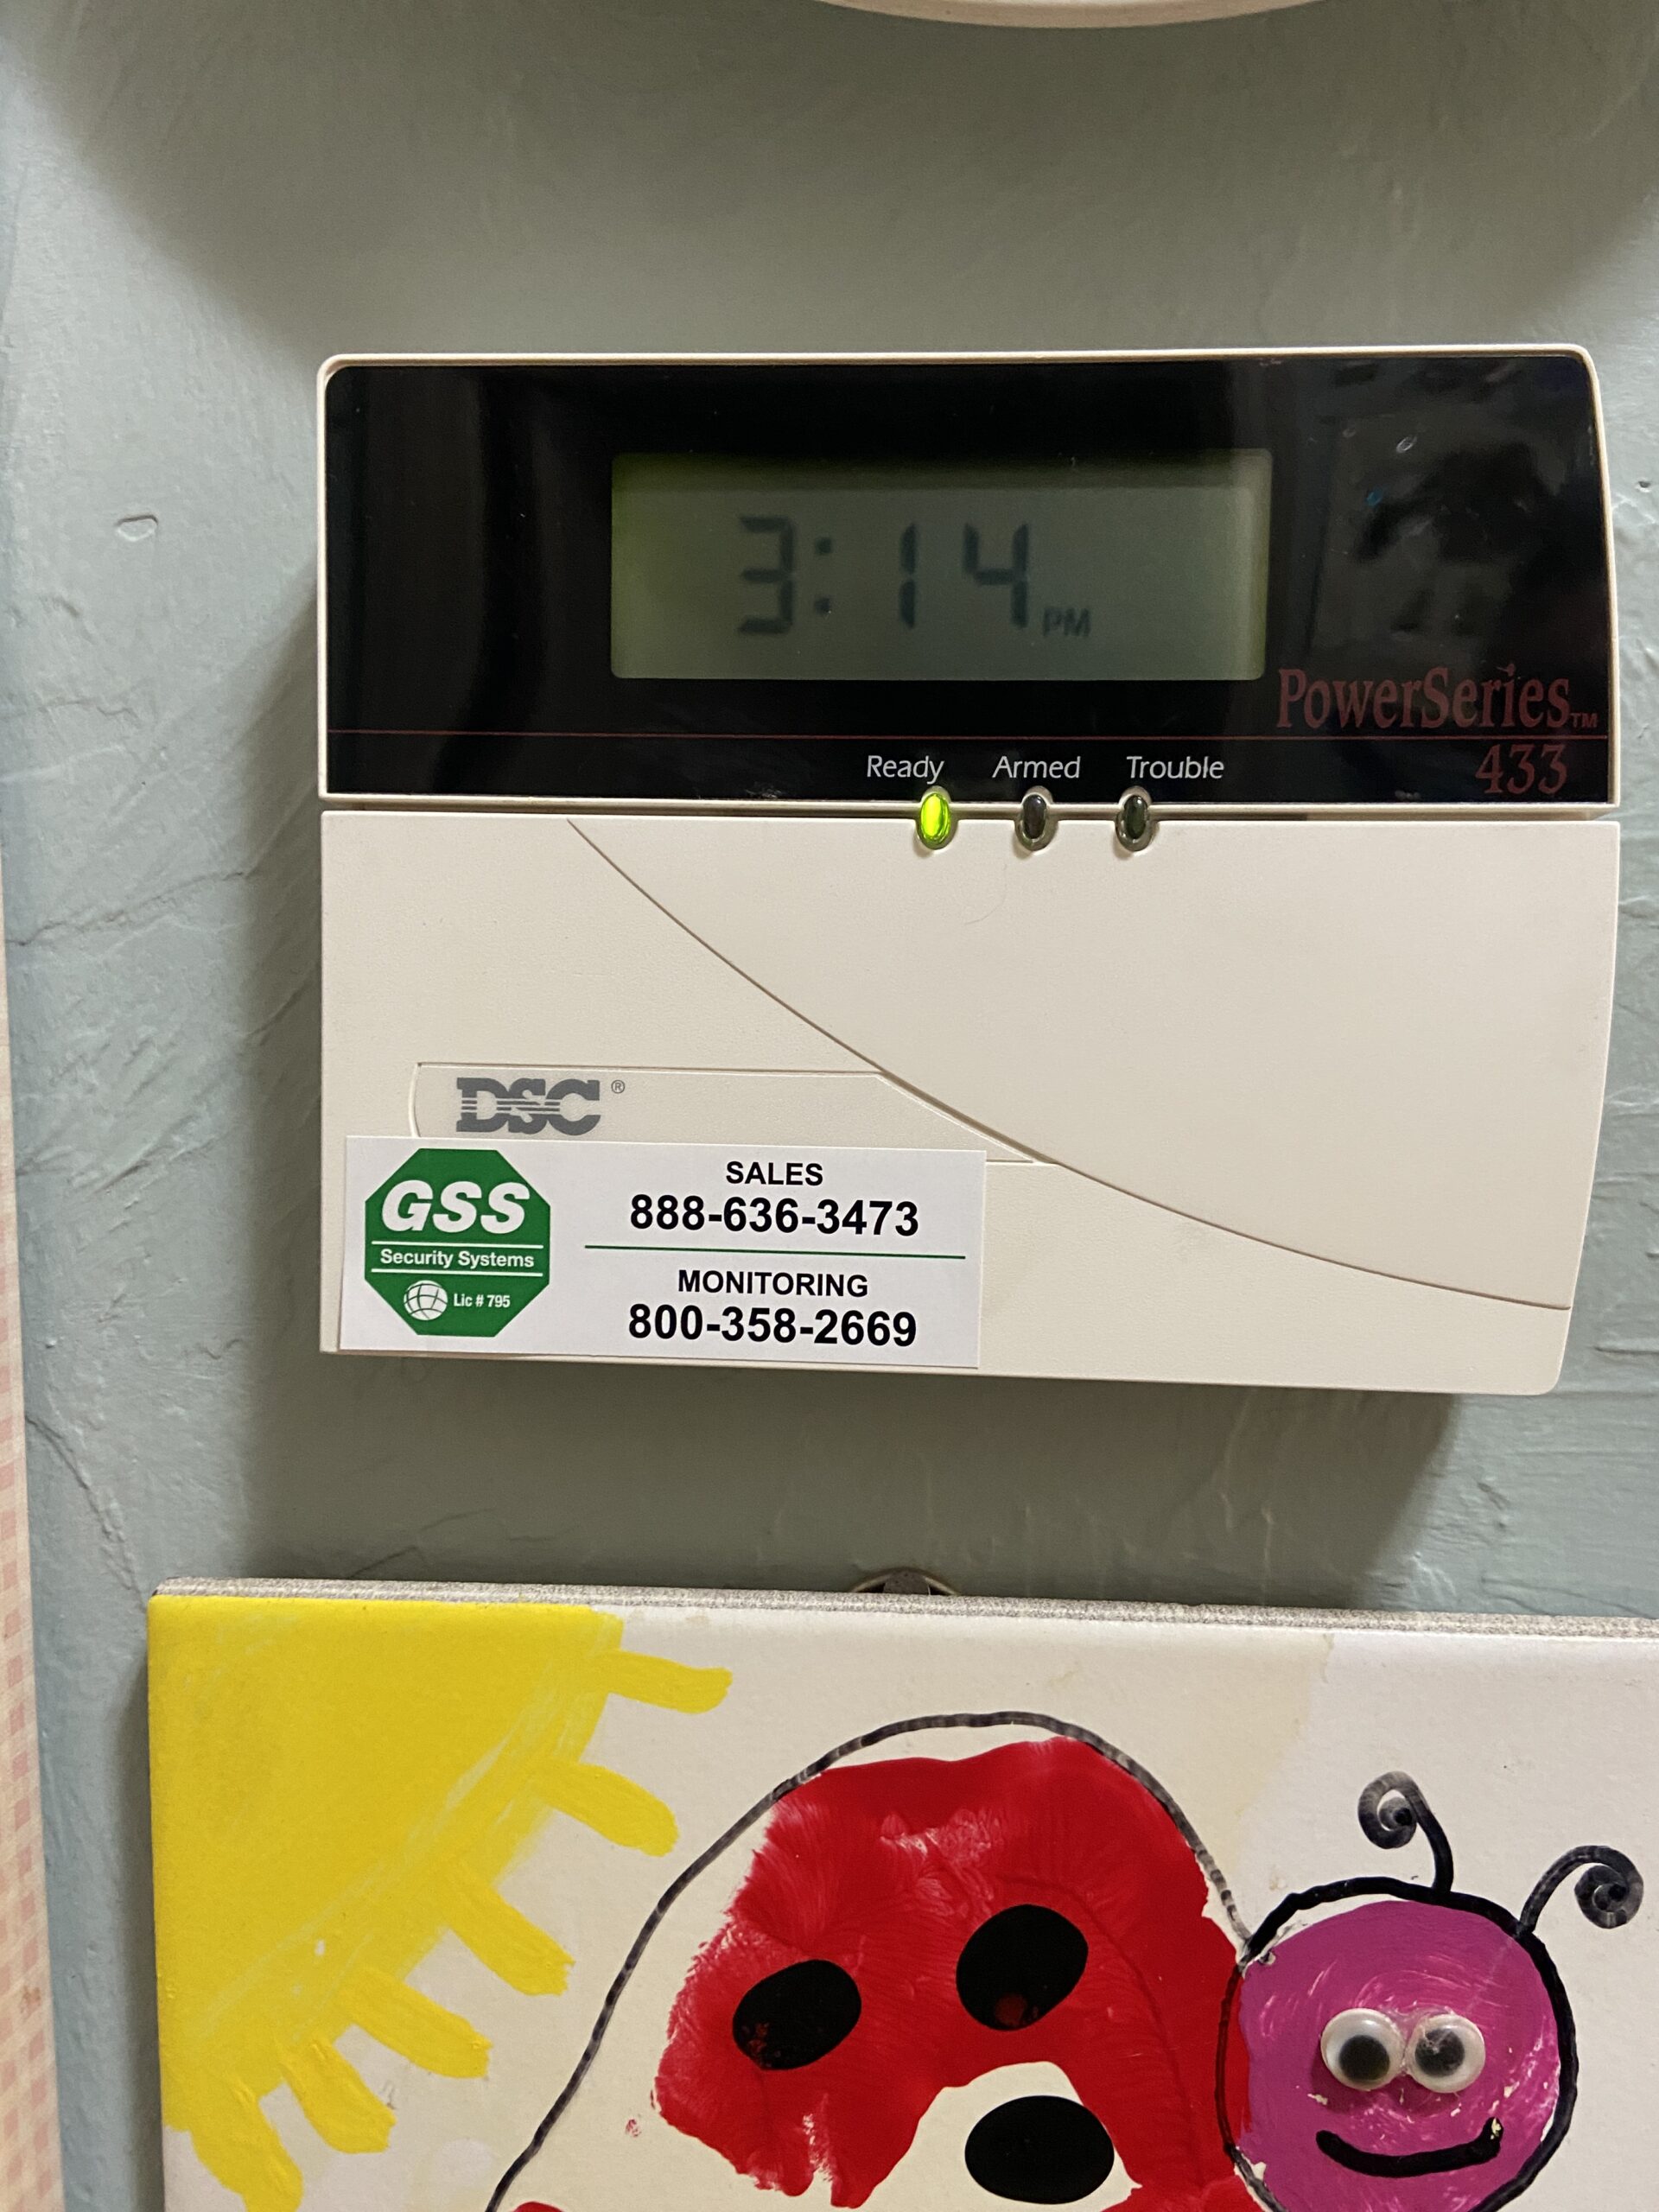 3:14 PM
PowerSeries™
433
Ready Armed Trouble
DSC®
GSS
Security Systems
Lic # 795
SALES
888-636-3473
MONITORING
800-358-2669